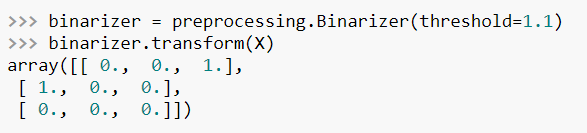 >>> binarizer = preprocessing.Binarizer(threshold=1.1)
>>> binarizer.transform(X)
array([[ 0.,  0.,  1.],
 [ 1.,  0.,  0.],
 [ 0.,  0.,  0.]])